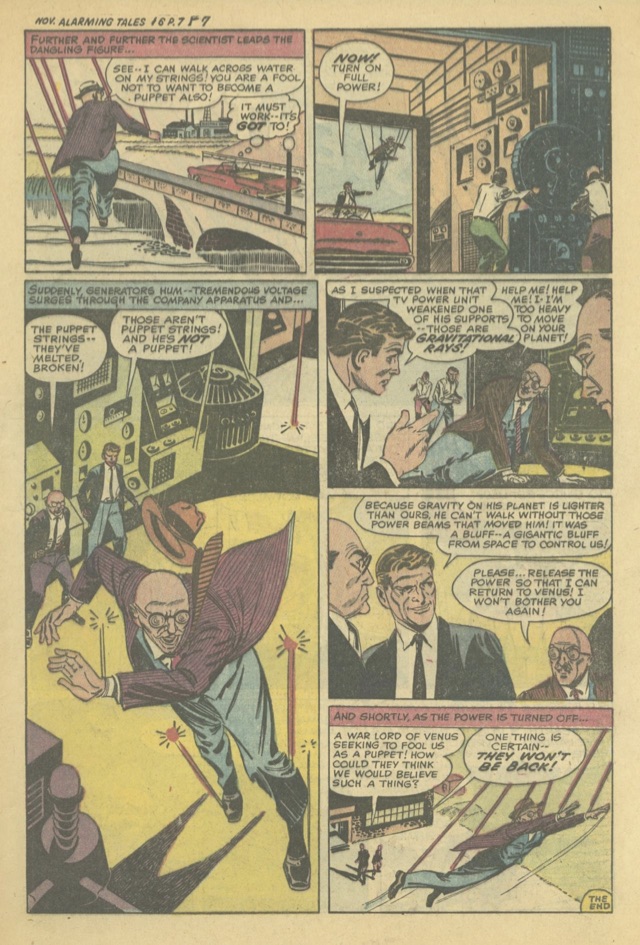 NOV. ALARMING TALES 16 P. 7 P7
FURTHER AND FURTHER THE SCIENTIST LEADS THE
DANGLING FIGURE...
SEE--I CAN WALK ACROSS WATER
ON MY STRINGS! YOU ARE A FOOL
NOT TO WANT TO BECOME A
PUPPET ALSO!
IT MUST
WORK--IT'S
GOT TO!
NOW!
TURN ON
FULL
POWER!
SUDDENLY, GENERATORS HUM--TREMENDOUS VOLTAGE
SURGES THROUGH THE COMPANY APPARATUS AND...
THE PUPPET
STRINGS--
THEY'VE
MELTED,
BROKEN!
THOSE AREN'T
PUPPET STRINGS!
AND HE'S NOT
A PUPPET!
AS I SUSPECTED WHEN THAT
TV POWER UNIT
WEAKENED ONE
OF HIS SUPPORTS
--THOSE ARE
GRAVITATIONAL
RAYS!
HELP ME! HELP
ME! I-I'M
TOO HEAVY
TO MOVE
ON YOUR
PLANET!
BECAUSE GRAVITY ON HIS PLANET IS LIGHTER
THAN OURS, HE CAN'T WALK WITHOUT THOSE
POWER BEAMS THAT MOVED HIM! IT WAS
A BLUFF--A GIGANTIC BLUFF
FROM SPACE TO CONTROL US!
PLEASE... RELEASE THE
POWER SO THAT I CAN
RETURN TO VENUS! I
WON'T BOTHER YOU
AGAIN!
AND SHORTLY, AS THE POWER IS TURNED OFF...
A WAR LORD OF VENUS
SEEKING TO FOOL US
AS A PUPPET! HOW
COULD THEY THINK
WE WOULD BELIEVE
SUCH A THING?
ONE THING IS
CERTAIN--
THEY WON'T
BE BACK!
THE
END